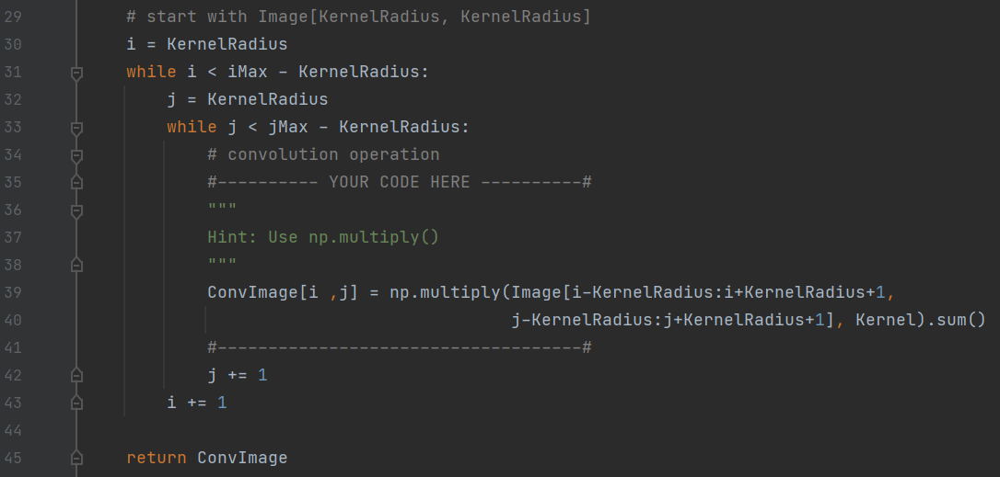 29 # start with Image[KernelRadius, KernelRadius]
30 i = KernelRadius
31 while i < iMax - KernelRadius:
32 j = KernelRadius
33 while j < jMax - KernelRadius:
34 # convolution operation
35 #---------- YOUR CODE HERE ----------#
36 """
37 Hint: Use np.multiply()
38 """
39 ConvImage[i ,j] = np.multiply(Image[i-KernelRadius:i+KernelRadius+1,
40 j-KernelRadius:j+KernelRadius+1], Kernel).sum()
41 #------------------------------------#
42 j += 1
43 i += 1
44
45 return ConvImage